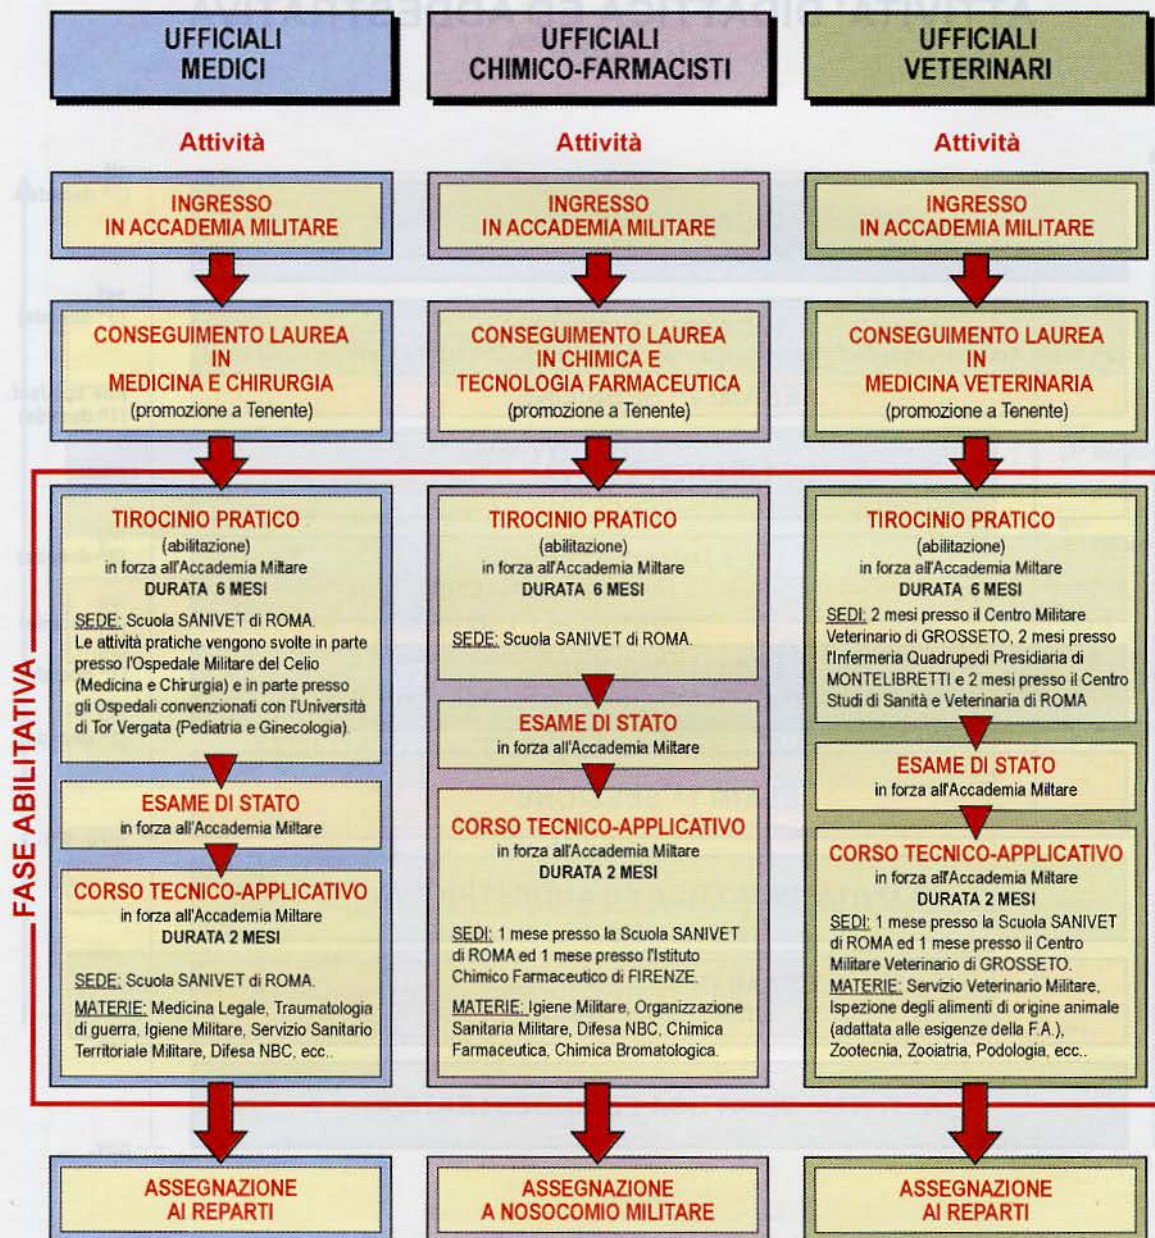 UFFICIALI
MEDICI
Attività
INGRESSO
IN ACCADEMIA MILITARE
CONSEGUIMENTO LAUREA
IN
MEDICINA E CHIRURGIA
(promozione a Tenente)
FASE ABILITATIVA
TIROCINIO PRATICO
(abilitazione)
in forza all'Accademia Miltare
DURATA 6 MESI
SEDE: Scuola SANIVET di ROMA.
Le attività pratiche vengono svolte in parte
presso l'Ospedale Militare del Celio
(Medicina e Chirurgia) e in parte presso
gli Ospedali convenzionati con l'Università
di Tor Vergata (Pediatria e Ginecologia).
ESAME DI STATO
in forza all'Accademia Miltare
CORSO TECNICO-APPLICATIVO
in forza all'Accademia Miltare
DURATA 2 MESI
SEDE: Scuola SANIVET di ROMA.
MATERIE: Medicina Legale, Traumatologia
di guerra, Igiene Militare, Servizio Sanitario
Territoriale Militare, Difesa NBC, ecc..
ASSEGNAZIONE
AI REPARTI
UFFICIALI
CHIMICO-FARMACISTI
Attività
INGRESSO
IN ACCADEMIA MILITARE
CONSEGUIMENTO LAUREA
IN CHIMICA E
TECNOLOGIA FARMACEUTICA
(promozione a Tenente)
TIROCINIO PRATICO
(abilitazione)
in forza all'Accademia Miltare
DURATA 6 MESI
SEDE: Scuola SANIVET di ROMA.
ESAME DI STATO
in forza all'Accademia Miltare
CORSO TECNICO-APPLICATIVO
in forza all'Accademia Miltare
DURATA 2 MESI
SEDI: 1 mese presso la Scuola SANIVET
di ROMA ed 1 mese presso l'Istituto
Chimico Farmaceutico di FIRENZE.
MATERIE: Igiene Militare, Organizzazione
Sanitaria Militare, Difesa NBC, Chimica
Farmaceutica, Chimica Bromatologica.
ASSEGNAZIONE
A NOSOCOMIO MILITARE
UFFICIALI
VETERINARI
Attività
INGRESSO
IN ACCADEMIA MILITARE
CONSEGUIMENTO LAUREA
IN
MEDICINA VETERINARIA
(promozione a Tenente)
TIROCINIO PRATICO
(abilitazione)
in forza all'Accademia Miltare
DURATA 6 MESI
SEDI: 2 mesi presso il Centro Militare
Veterinario di GROSSETO, 2 mesi presso
l'Infermeria Quadrupedi Presidiaria di
MONTELIBRETTI e 2 mesi presso il Centro
Studi di Sanità e Veterinaria di ROMA
ESAME DI STATO
in forza all'Accademia Miltare
CORSO TECNICO-APPLICATIVO
in forza all'Accademia Miltare
DURATA 2 MESI
SEDI: 1 mese presso la Scuola SANIVET
di ROMA ed 1 mese presso il Centro
Militare Veterinario di GROSSETO.
MATERIE: Servizio Veterinario Militare,
Ispezione degli alimenti di origine animale
(adattata alle esigenze della F.A.),
Zootecnia, Zooiatria, Podologia, ecc..
ASSEGNAZIONE
AI REPARTI